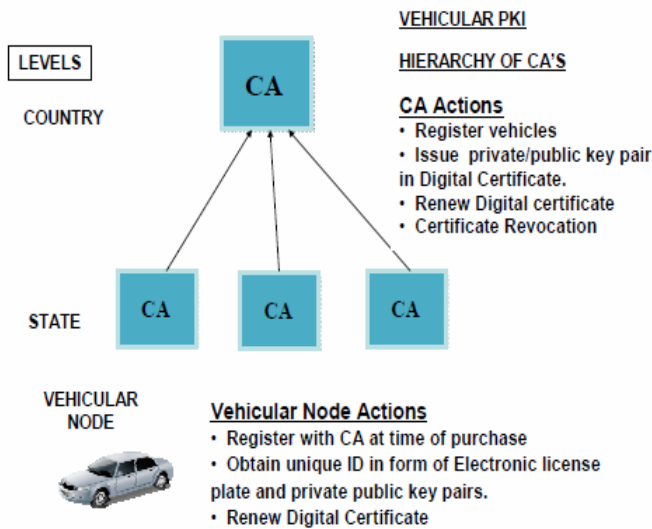 VEHICULAR PKI
LEVELS
HIERARCHY OF CA'S
CA
COUNTRY
CA Actions
• Register vehicles
• Issue private/public key pair
in Digital Certificate.
• Renew Digital certificate
• Certificate Revocation
STATE
CA
CA
CA
VEHICULAR
NODE
Vehicular Node Actions
• Register with CA at time of purchase
• Obtain unique ID in form of Electronic license
plate and private public key pairs.
• Renew Digital Certificate